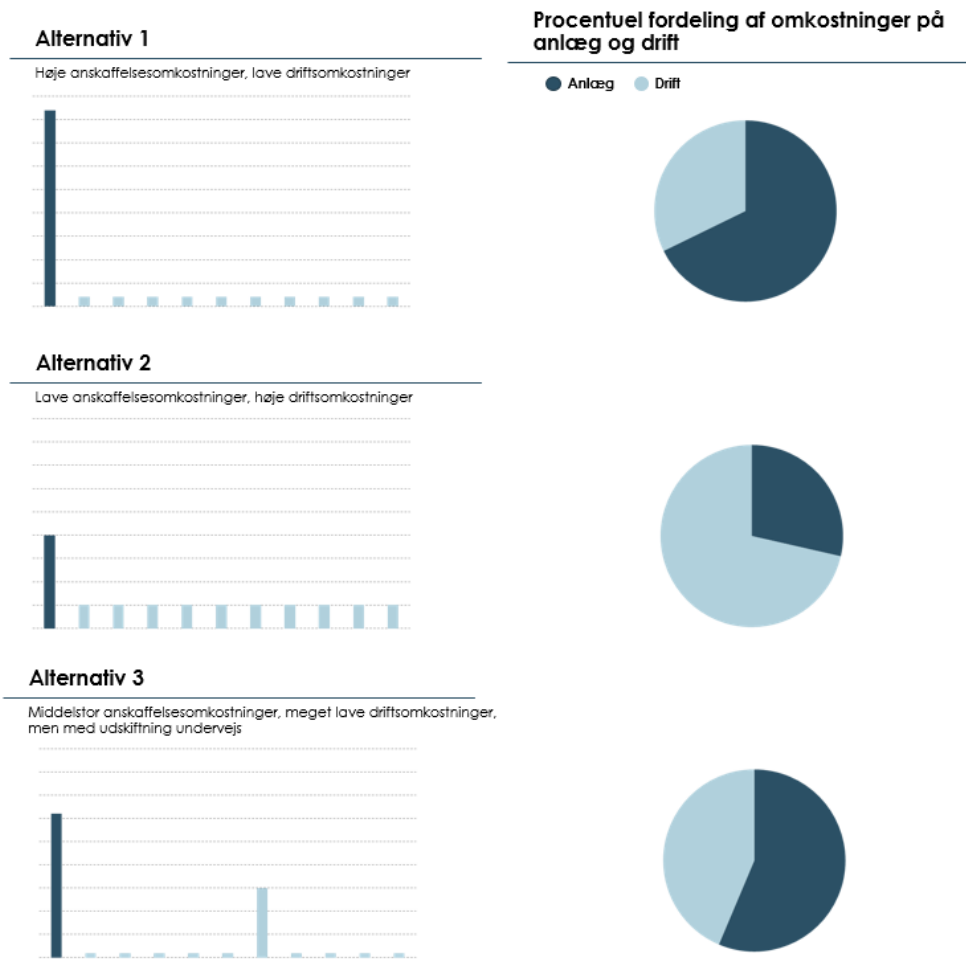 Alternativ 1
Høje anskaffelsesomkostninger, lave driftsomkostninger
Procentuel fordeling af omkostninger på
anlæg og drift
Anlæg
Drift
Alternativ 2
Lave anskaffelsesomkostninger, høje driftsomkostninger
Alternativ 3
Middelstor anskaffelsesomkostninger, meget lave driftsomkostninger,
men med udskiftning undervejs